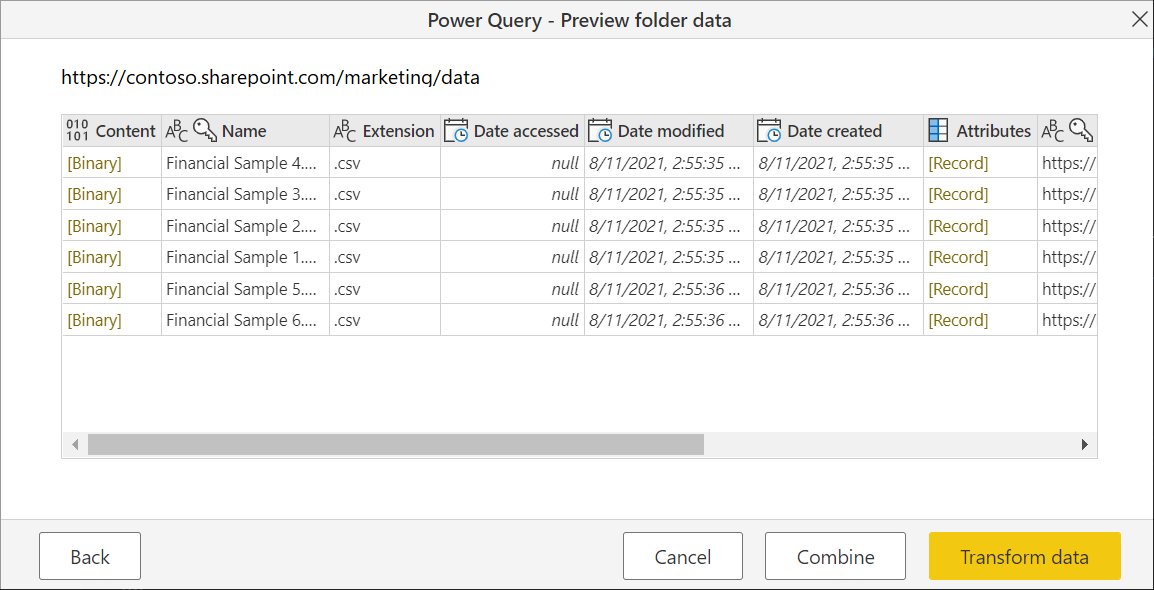 Power Query - Preview folder data
https://contoso.sharepoint.com/marketing/data
010 101 Content ABC Name ABC Extension Date accessed Date modified Date created Attributes ABC
[Binary] Financial Sample 4.... .csv null 8/11/2021, 2:55:35 ... 8/11/2021, 2:55:35 ... [Record] https://
[Binary] Financial Sample 3.... .csv null 8/11/2021, 2:55:35 ... 8/11/2021, 2:55:35 ... [Record] https://
[Binary] Financial Sample 2.... .csv null 8/11/2021, 2:55:35 ... 8/11/2021, 2:55:35 ... [Record] https://
[Binary] Financial Sample 1.... .csv null 8/11/2021, 2:55:35 ... 8/11/2021, 2:55:35 ... [Record] https://
[Binary] Financial Sample 5.... .csv null 8/11/2021, 2:55:36 ... 8/11/2021, 2:55:36 ... [Record] https://
[Binary] Financial Sample 6.... .csv null 8/11/2021, 2:55:36 ... 8/11/2021, 2:55:36 ... [Record] https://
Back Cancel Combine Transform data